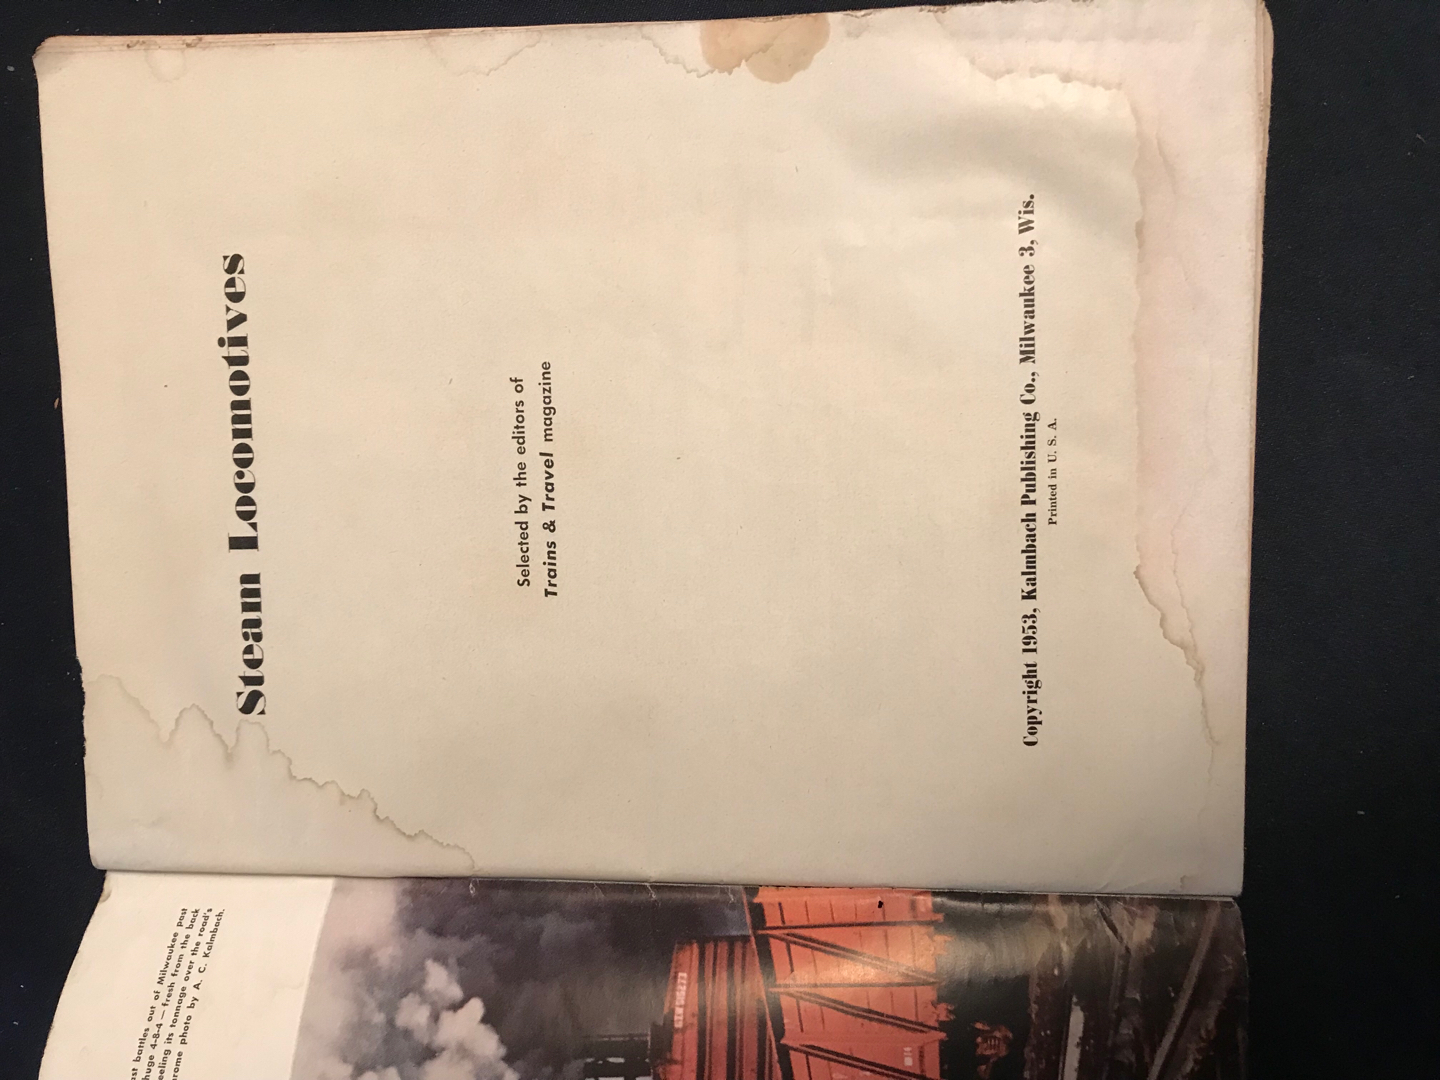 Steam Locomotives
Selected by the editors of
Trains & Travel magazine
Copyright 1953, Kalmbach Publishing Co., Milwaukee 3, Wis.
Printed in U. S. A.
battles out of Milwaukee past
huge 4-8-4 — fresh from the back
its tonnage over the road's
photo by A. C. Kalmbach.